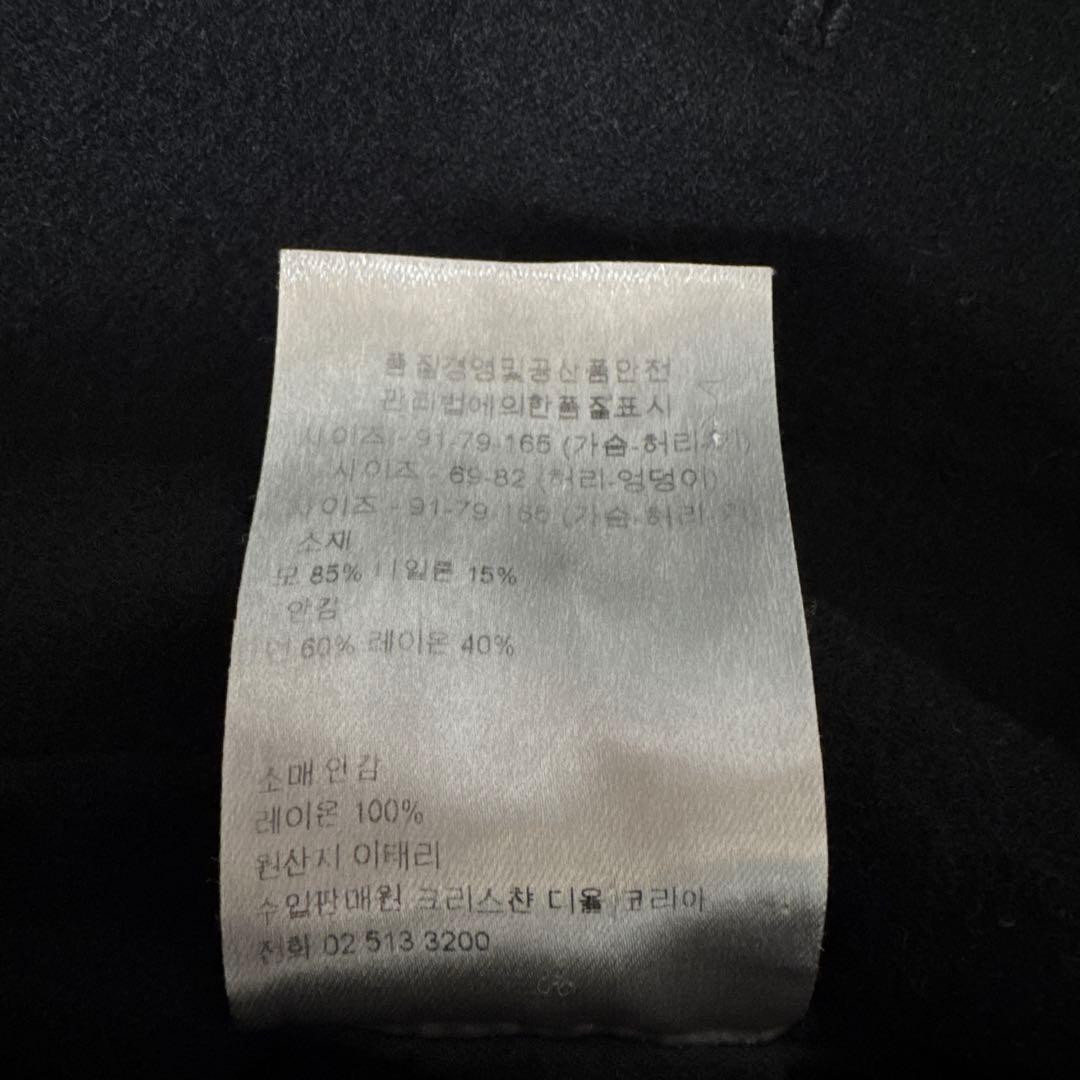 품질경영및공산품안전
관리법에의한품질표시
사이즈 - 91-79-165 (가슴-허리-키)
사이즈 - 69-82 (허리-엉덩이)
사이즈 - 91-79-165 (가슴-허리-키)
소재
모 85% 나일론 15%
안감
면 60% 레이온 40%
소매 안감
레이온 100%
원산지 이태리
수입판매원 크리스챤 디올 코리아
전화 02 513 3200